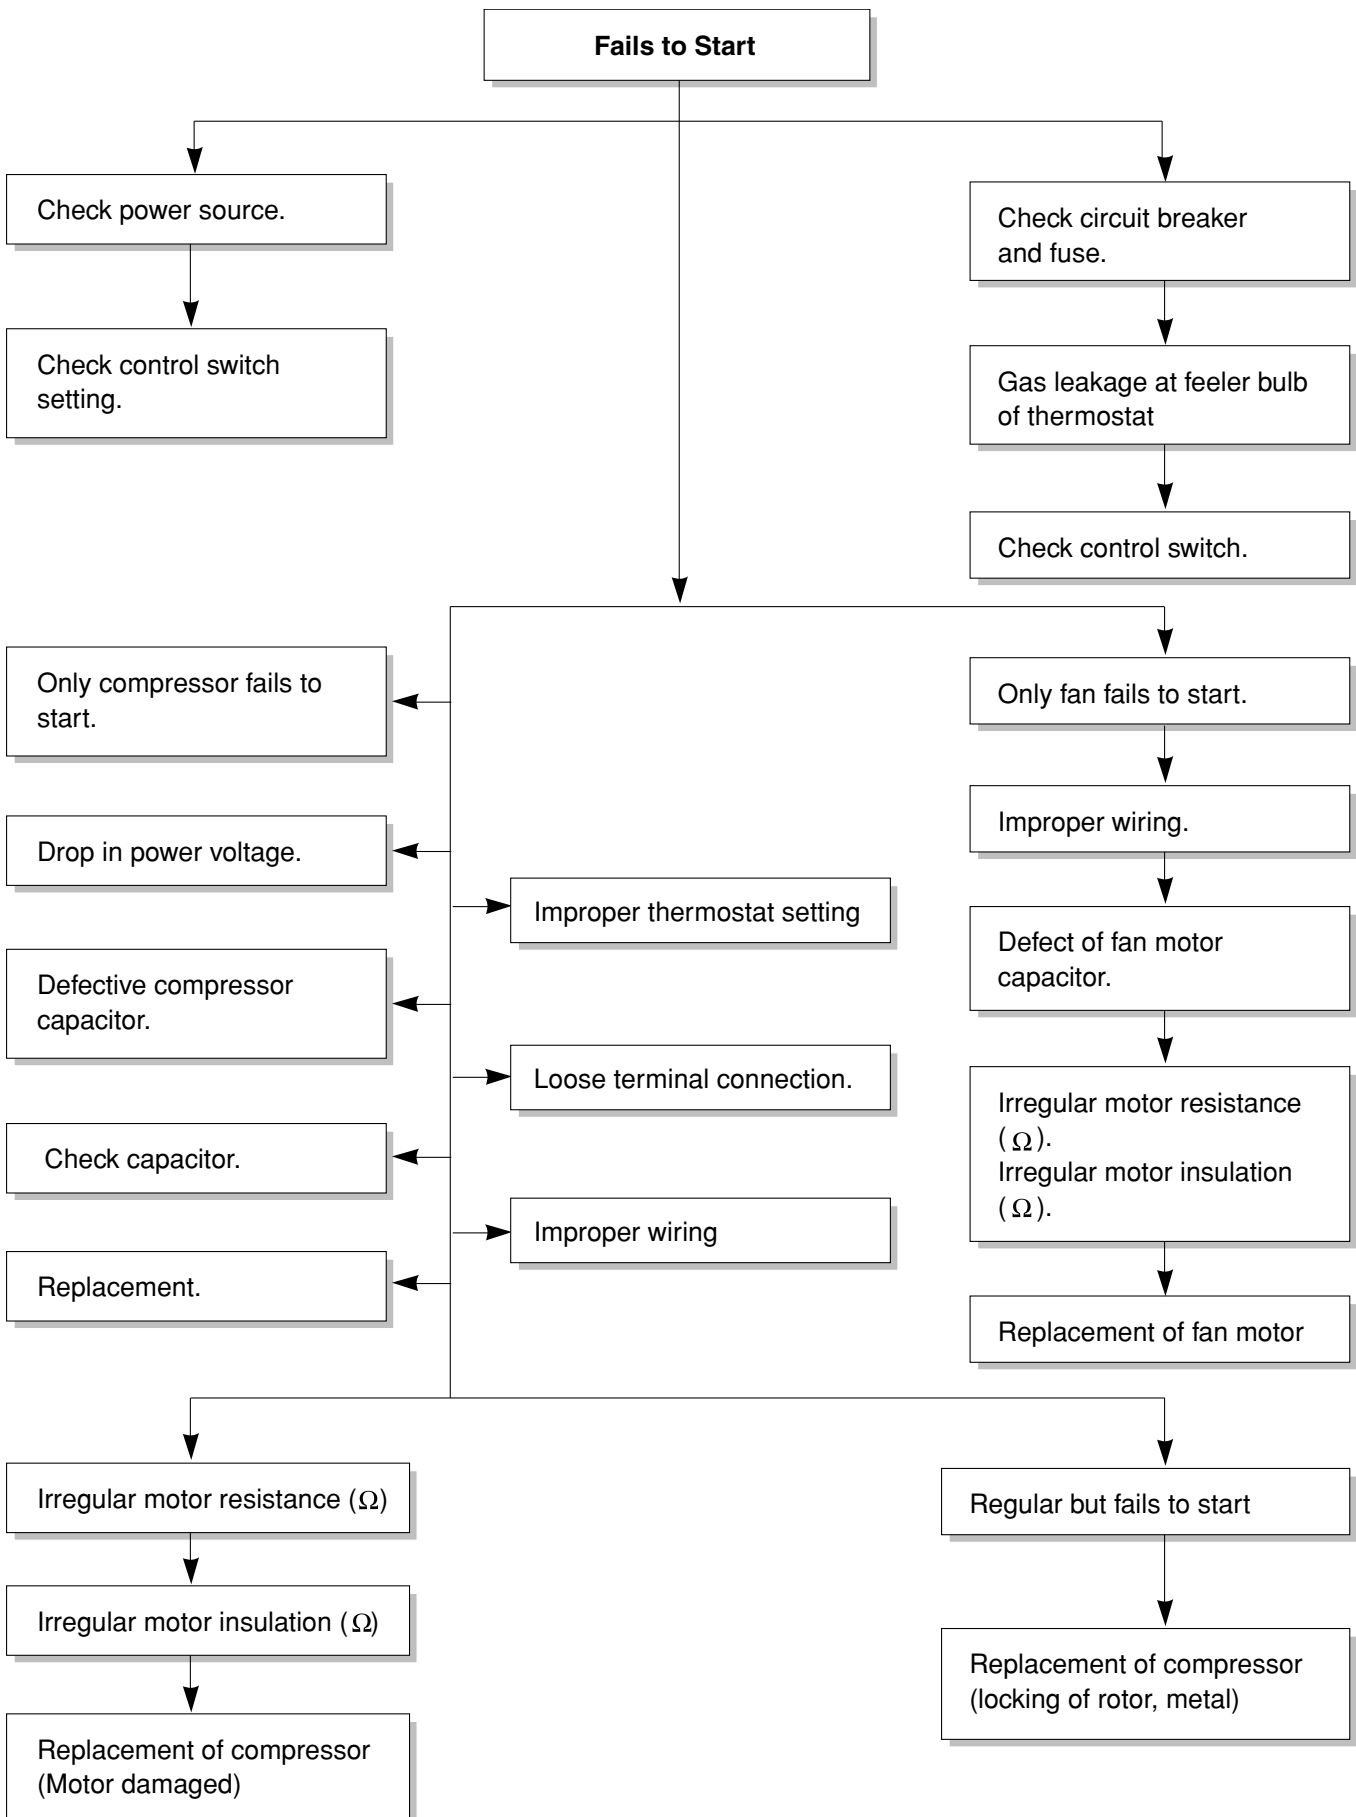 Fails to Start
Check power source.
Check control switch
setting.
Check circuit breaker
and fuse.
Gas leakage at feeler bulb
of thermostat
Check control switch.
Only compressor fails to
start.
Drop in power voltage.
Defective compressor
capacitor.
Check capacitor.
Replacement.
Improper thermostat setting
Loose terminal connection.
Improper wiring
Only fan fails to start.
Improper wiring.
Defect of fan motor
capacitor.
Irregular motor resistance
(Ω).
Irregular motor insulation
(Ω).
Replacement of fan motor
Irregular motor resistance (Ω)
Irregular motor insulation (Ω)
Replacement of compressor
(Motor damaged)
Regular but fails to start
Replacement of compressor
(locking of rotor, metal)